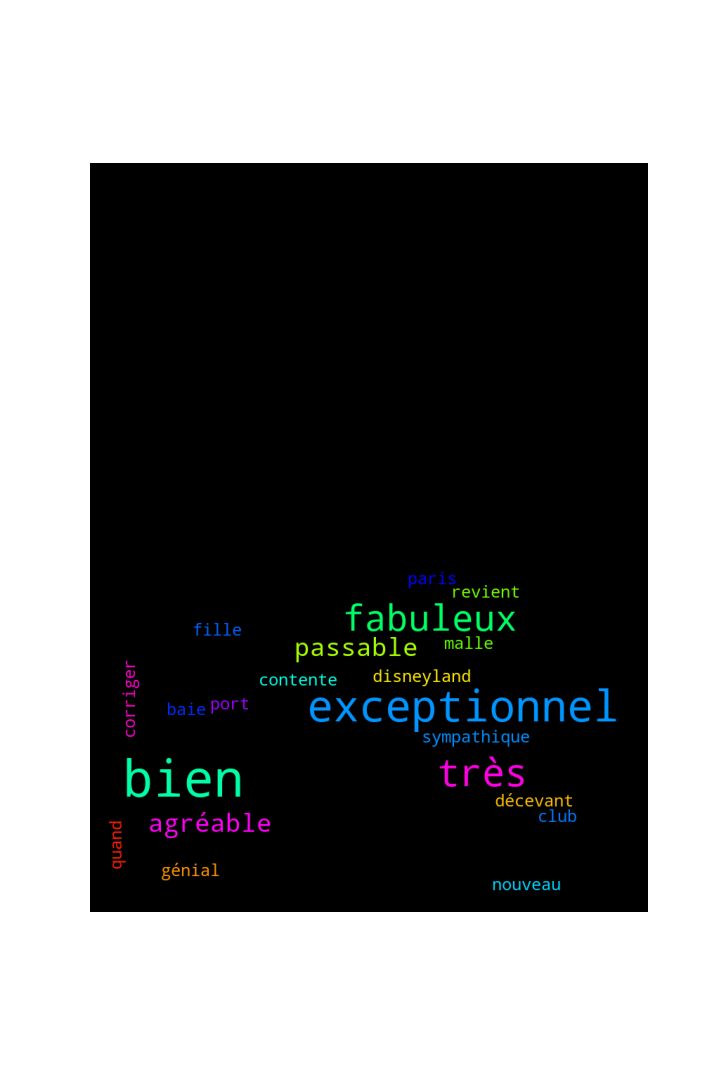 paris
revient
fabuleux
fille
malle
passable
disneyland
contente
corriger
port
exceptionnel
baie
sympathique
très
bien
décevant
club
agréable
quand
génial
nouveau